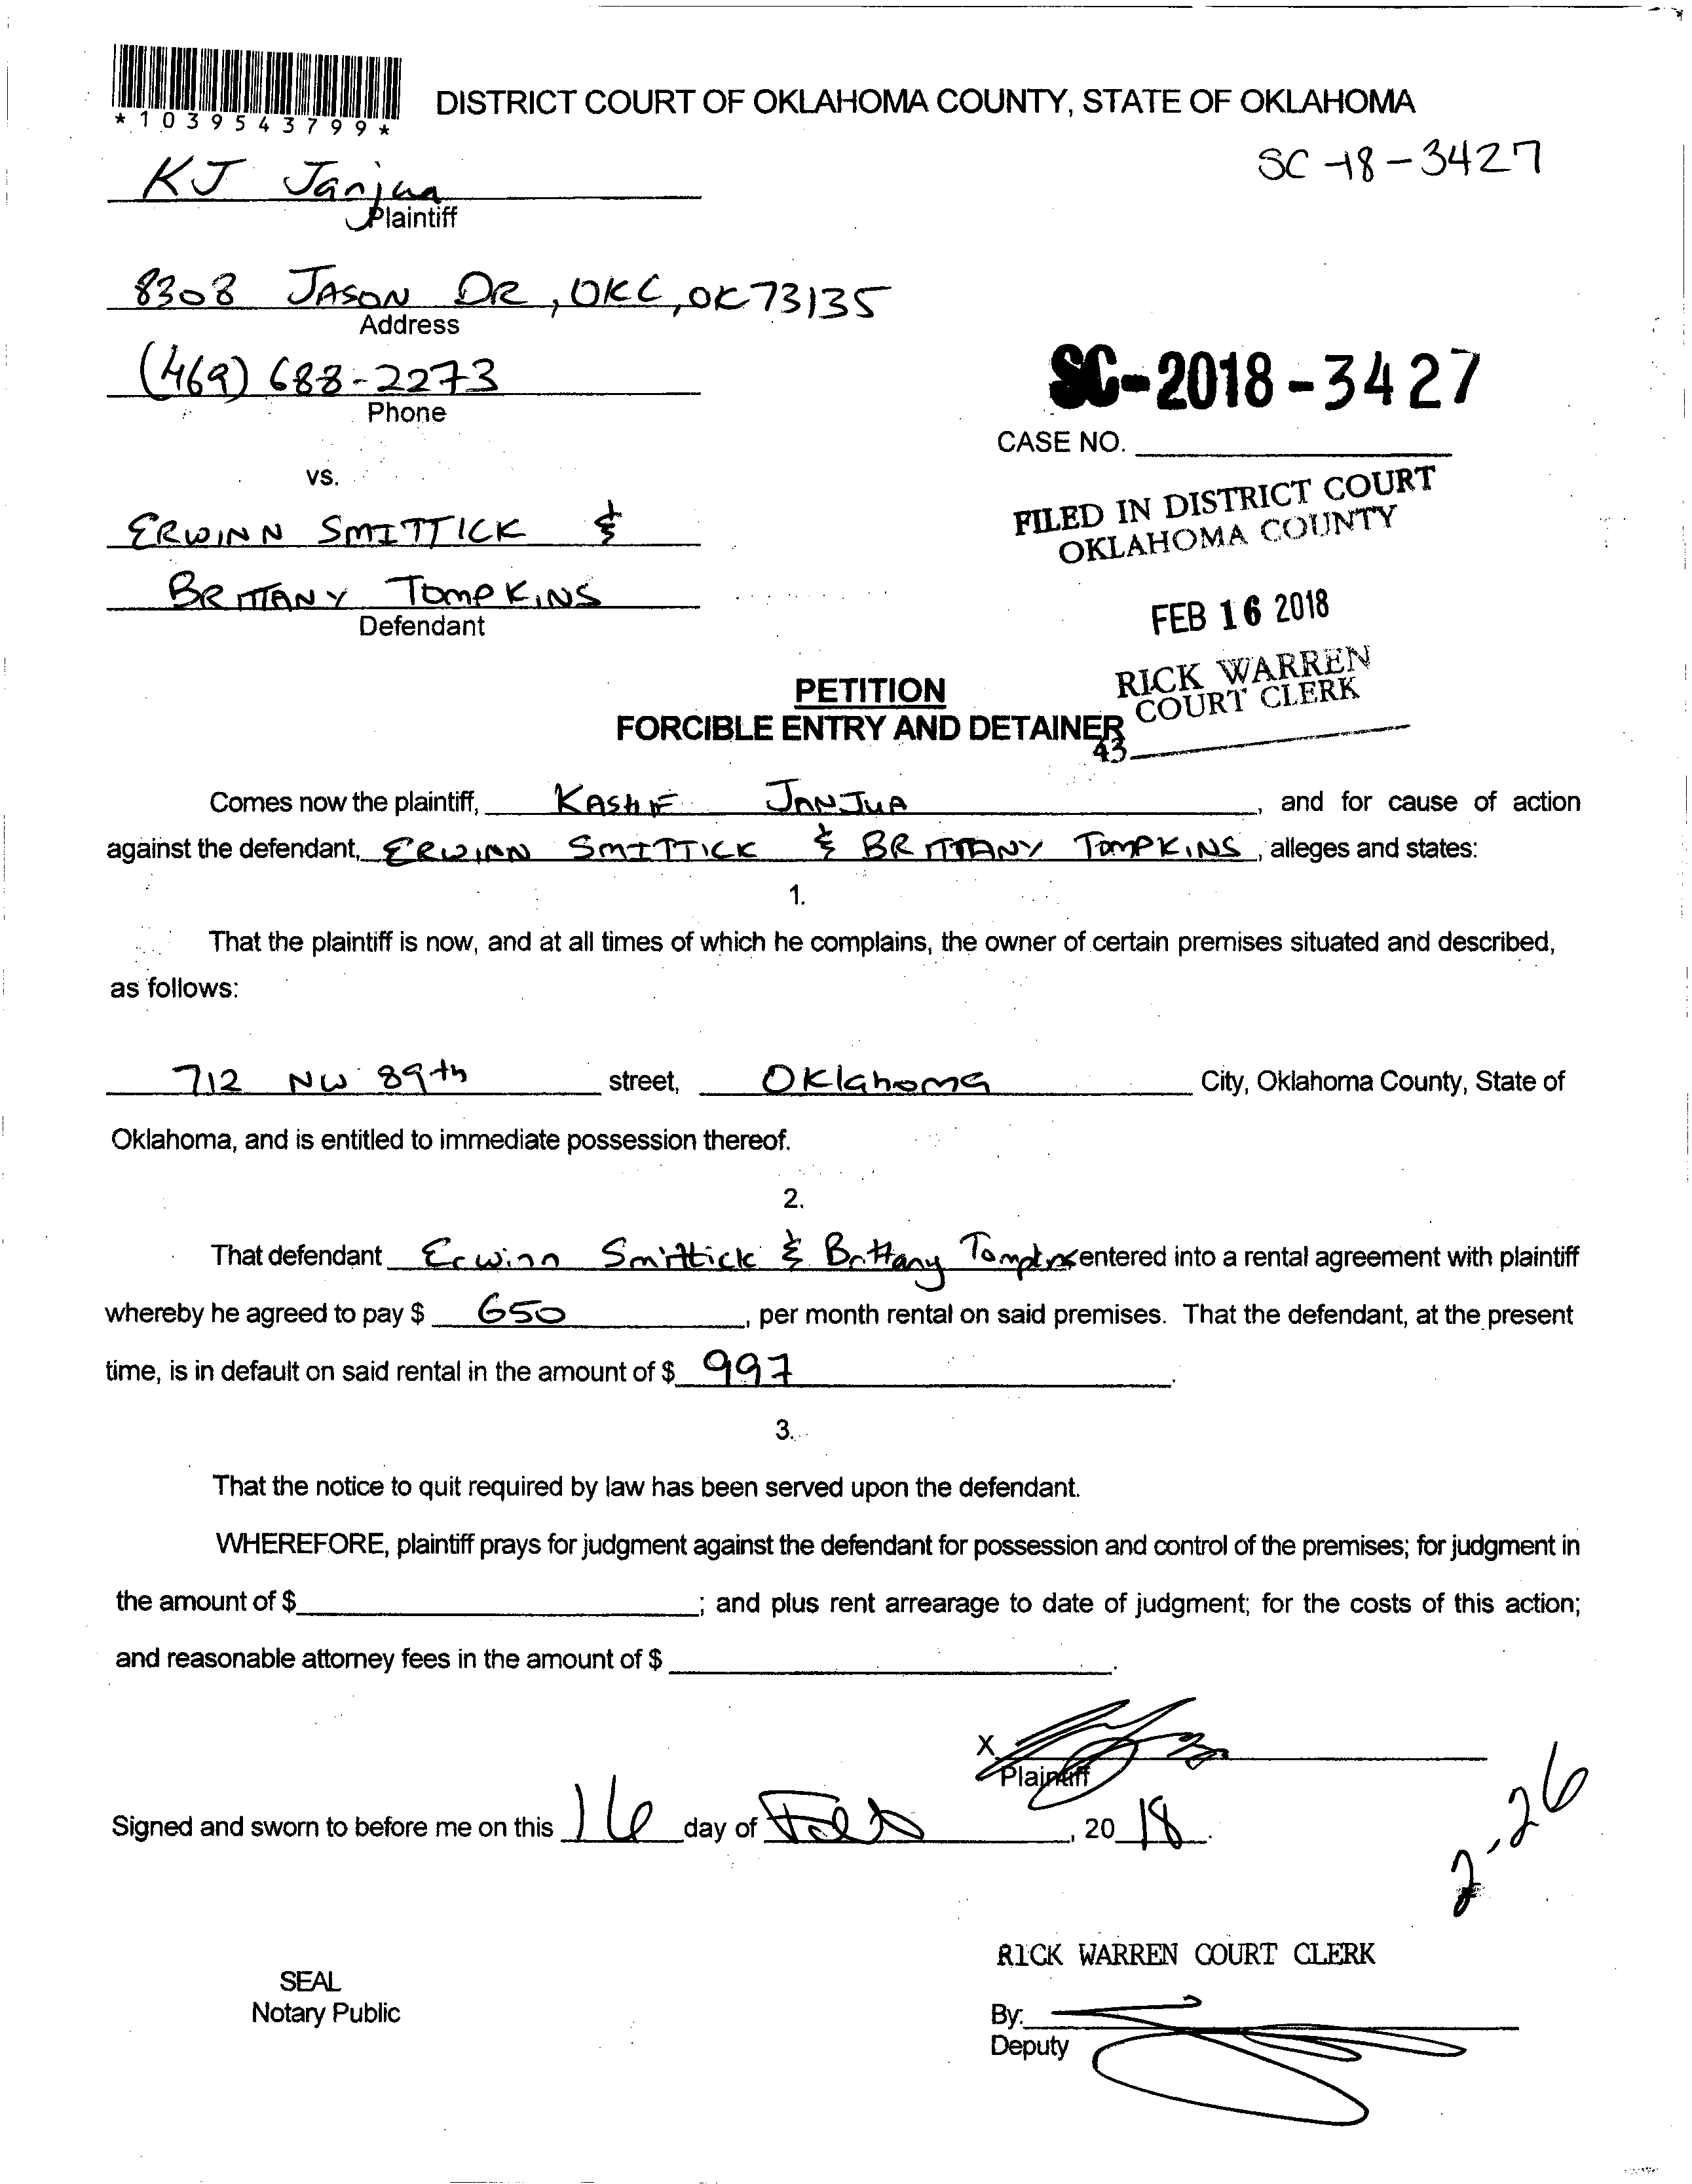 *1039543799*
DISTRICT COURT OF OKLAHOMA COUNTY, STATE OF OKLAHOMA
SC-18-3427
KJ Janjua
Plaintiff
8308 JASON DR, OKC, OK 73135
Address
(469) 688-2273
Phone
SC-2018-3427
CASE NO.
vs.
FILED IN DISTRICT COURT
OKLAHOMA COUNTY
ERWINN SMITTICK &
BRITTANY TOMPKINS
Defendant
FEB 16 2018
RICK WARREN
COURT CLERK
43
PETITION
FORCIBLE ENTRY AND DETAINER
Comes now the plaintiff, KASHIF JANJUA, and for cause of action
against the defendant, ERWINN SMITTICK & BRITTANY TOMPKINS, alleges and states:
1.
That the plaintiff is now, and at all times of which he complains, the owner of certain premises situated and described,
as follows:
712 NW 89th street, Oklahoma City, Oklahoma County, State of
Oklahoma, and is entitled to immediate possession thereof.
2.
That defendant Erwinn Smittick & Brittany Tompkins entered into a rental agreement with plaintiff
whereby he agreed to pay $ 650, per month rental on said premises. That the defendant, at the present
time, is in default on said rental in the amount of $ 997.
3.
That the notice to quit required by law has been served upon the defendant.
WHEREFORE, plaintiff prays for judgment against the defendant for possession and control of the premises; for judgment in
the amount of $ ; and plus rent arrearage to date of judgment; for the costs of this action;
and reasonable attorney fees in the amount of $ .
X
Plaintiff
Signed and sworn to before me on this 16 day of Feb, 2018.
2-26
RICK WARREN COURT CLERK
SEAL
Notary Public
By:
Deputy